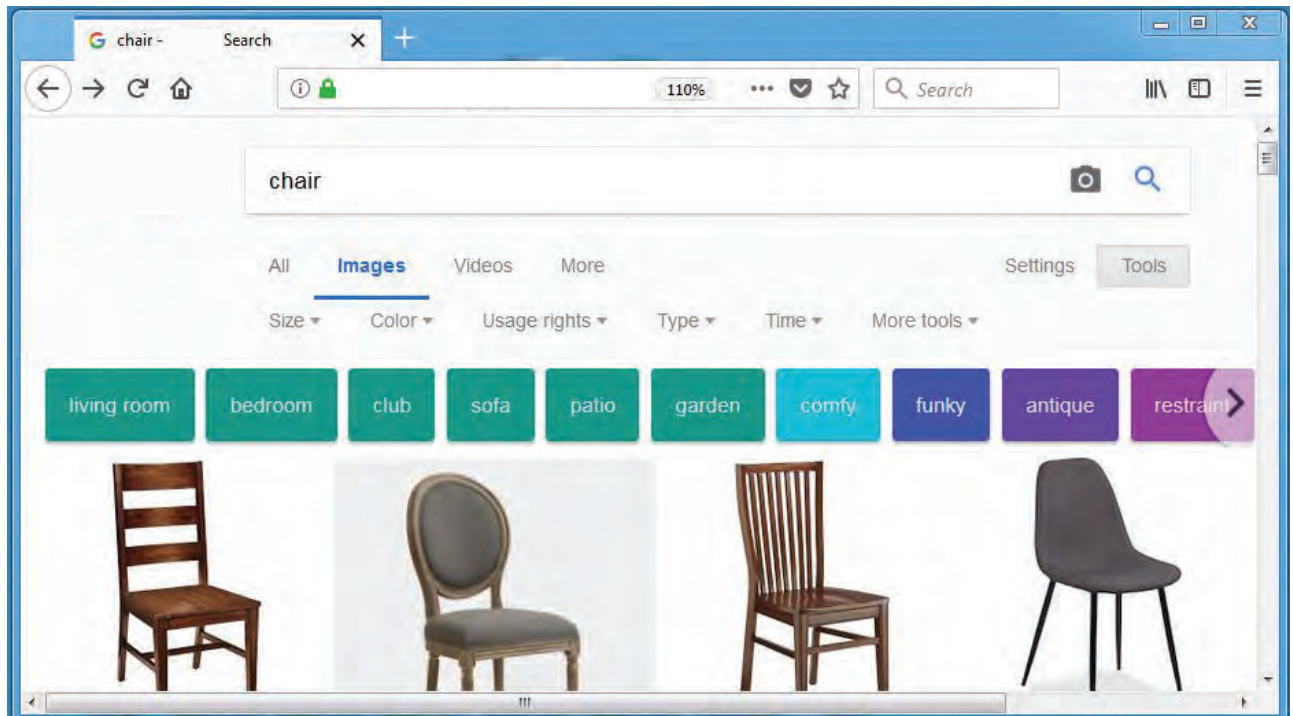 chair - Search
110% Search
chair
All Images Videos More Settings Tools
Size Color Usage rights Type Time More tools
living room bedroom club sofa patio garden comfy funky antique restraint